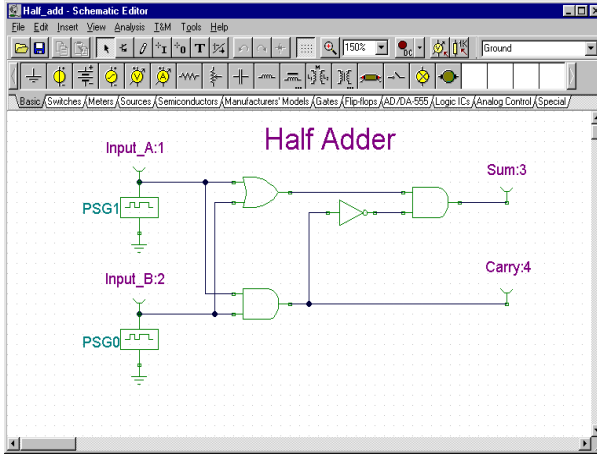 Half_add - Schematic Editor
File Edit Insert View Analysis T&M Tools Help
T 150% DC Ground
Basic Switches Meters Sources Semiconductors Manufacturers' Models Gates Flip-flops AD/DA-555 Logic ICs Analog Control Special
Half Adder
Input_A:1
Sum:3
PSG1
Input_B:2
Carry:4
PSG0